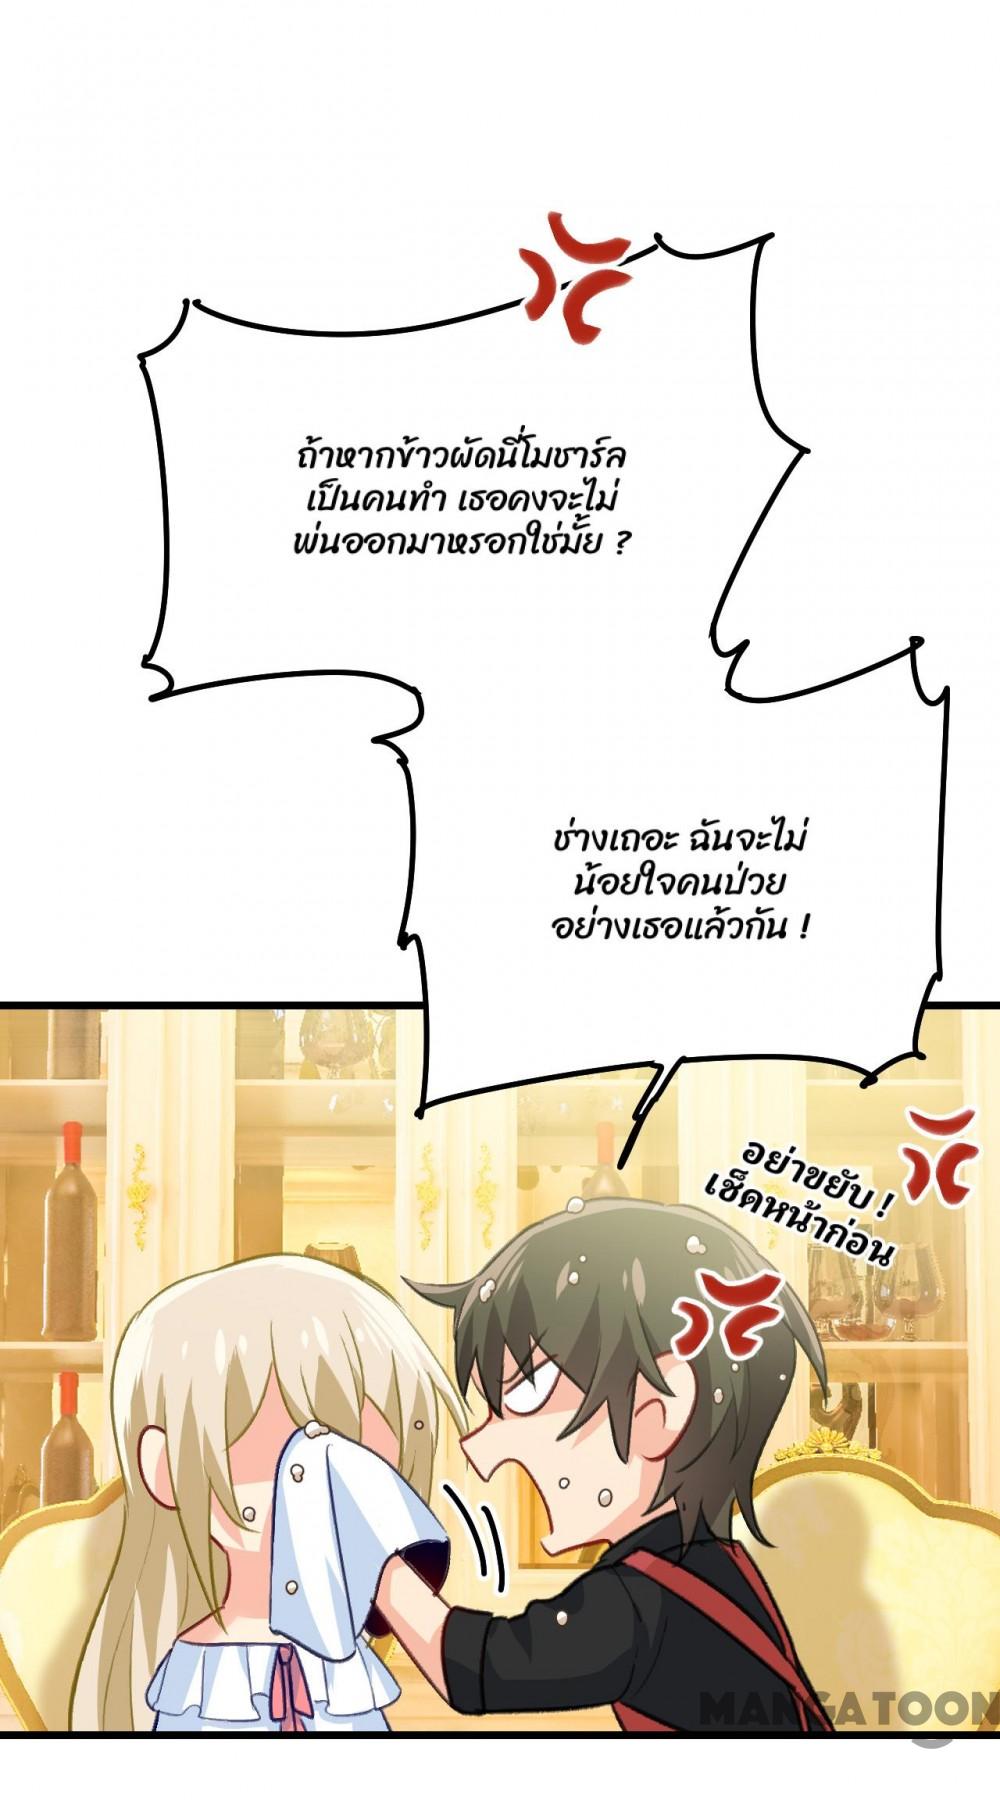 ถ้าหากข้าวผัดนี่โมชาร์ล
เป็นคนทำ เธอคงจะไม่
พ่นออกมาหรอกใช่มั้ย ?
ช่างเถอะ ฉันจะไม่
น้อยใจคนป่วย
อย่างเธอแล้วกัน !
อย่าขยับ !
เช็ดหน้าก่อน
MANGATOON